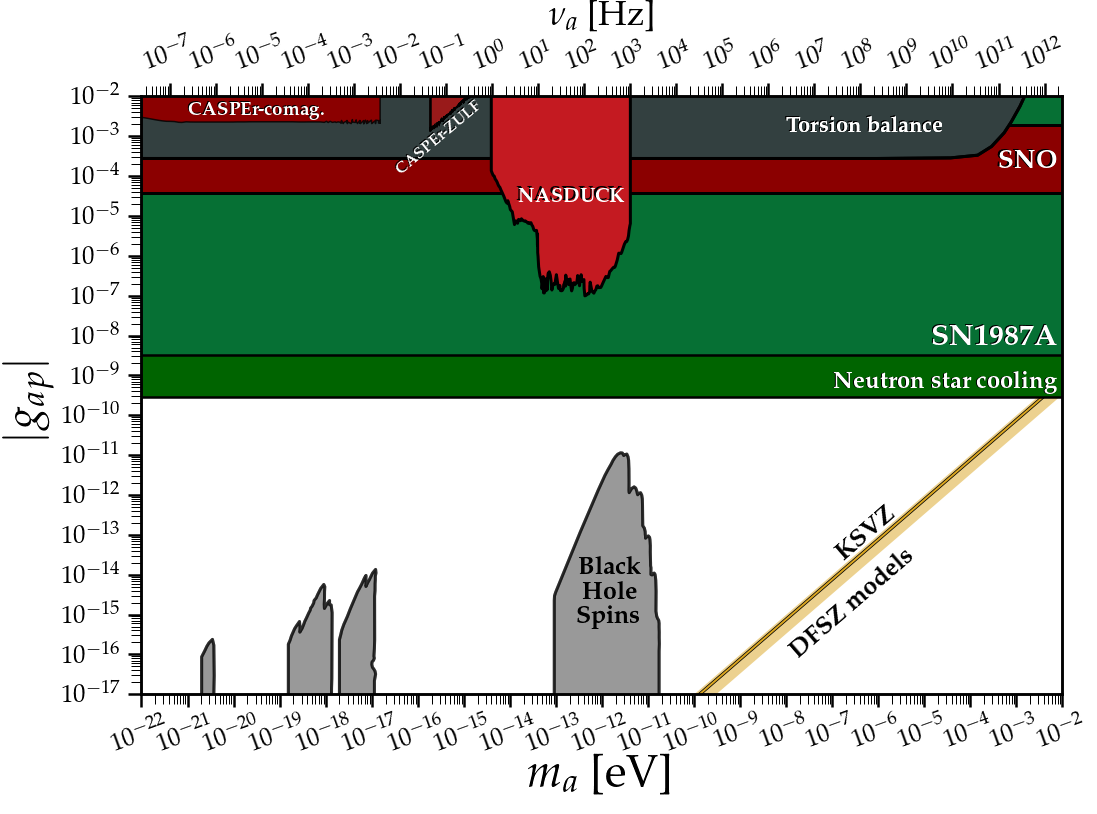 ν_a [Hz]
10^−7 10^−6 10^−5 10^−4 10^−3 10^−2 10^−1 10^0 10^1 10^2 10^3 10^4 10^5 10^6 10^7 10^8 10^9 10^10 10^11 10^12
10^−2
10^−3
10^−4
10^−5
10^−6
10^−7
10^−8
10^−9
10^−10
10^−11
10^−12
10^−13
10^−14
10^−15
10^−16
10^−17
|g_ap|
CASPEr-comag.
CASPEr-ZULF
Torsion balance
SNO
NASDUCK
SN1987A
Neutron star cooling
KSVZ
DFSZ models
Black
Hole
Spins
10^−22 10^−21 10^−20 10^−19 10^−18 10^−17 10^−16 10^−15 10^−14 10^−13 10^−12 10^−11 10^−10 10^−9 10^−8 10^−7 10^−6 10^−5 10^−4 10^−3 10^−2
m_a [eV]